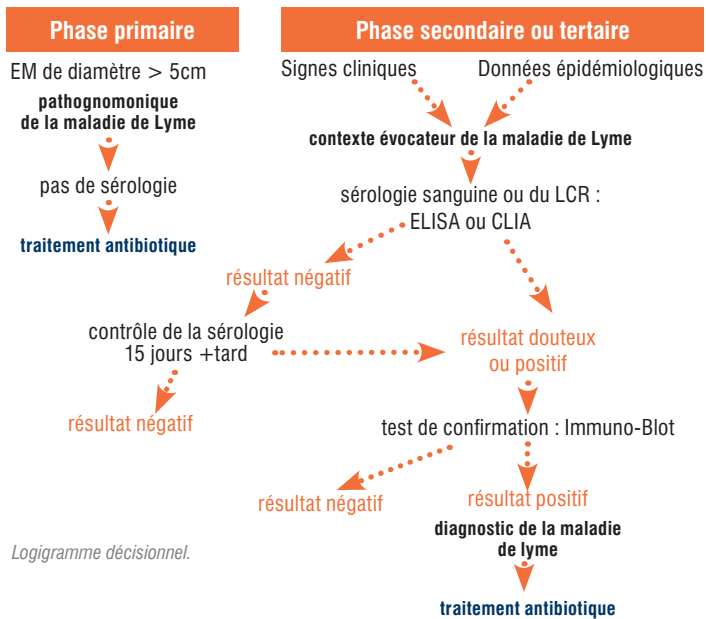 Phase primaire
EM de diamètre > 5cm
pathognomonique
de la maladie de Lyme
pas de sérologie
traitement antibiotique
Phase secondaire ou tertaire
Signes cliniques
Données épidémiologiques
contexte évocateur de la maladie de Lyme
sérologie sanguine ou du LCR :
ELISA ou CLIA
résultat négatif
contrôle de la sérologie
15 jours +tard
résultat négatif
résultat douteux
ou positif
test de confirmation : Immuno-Blot
résultat négatif
résultat positif
diagnostic de la maladie
de lyme
traitement antibiotique
Logigramme décisionnel.